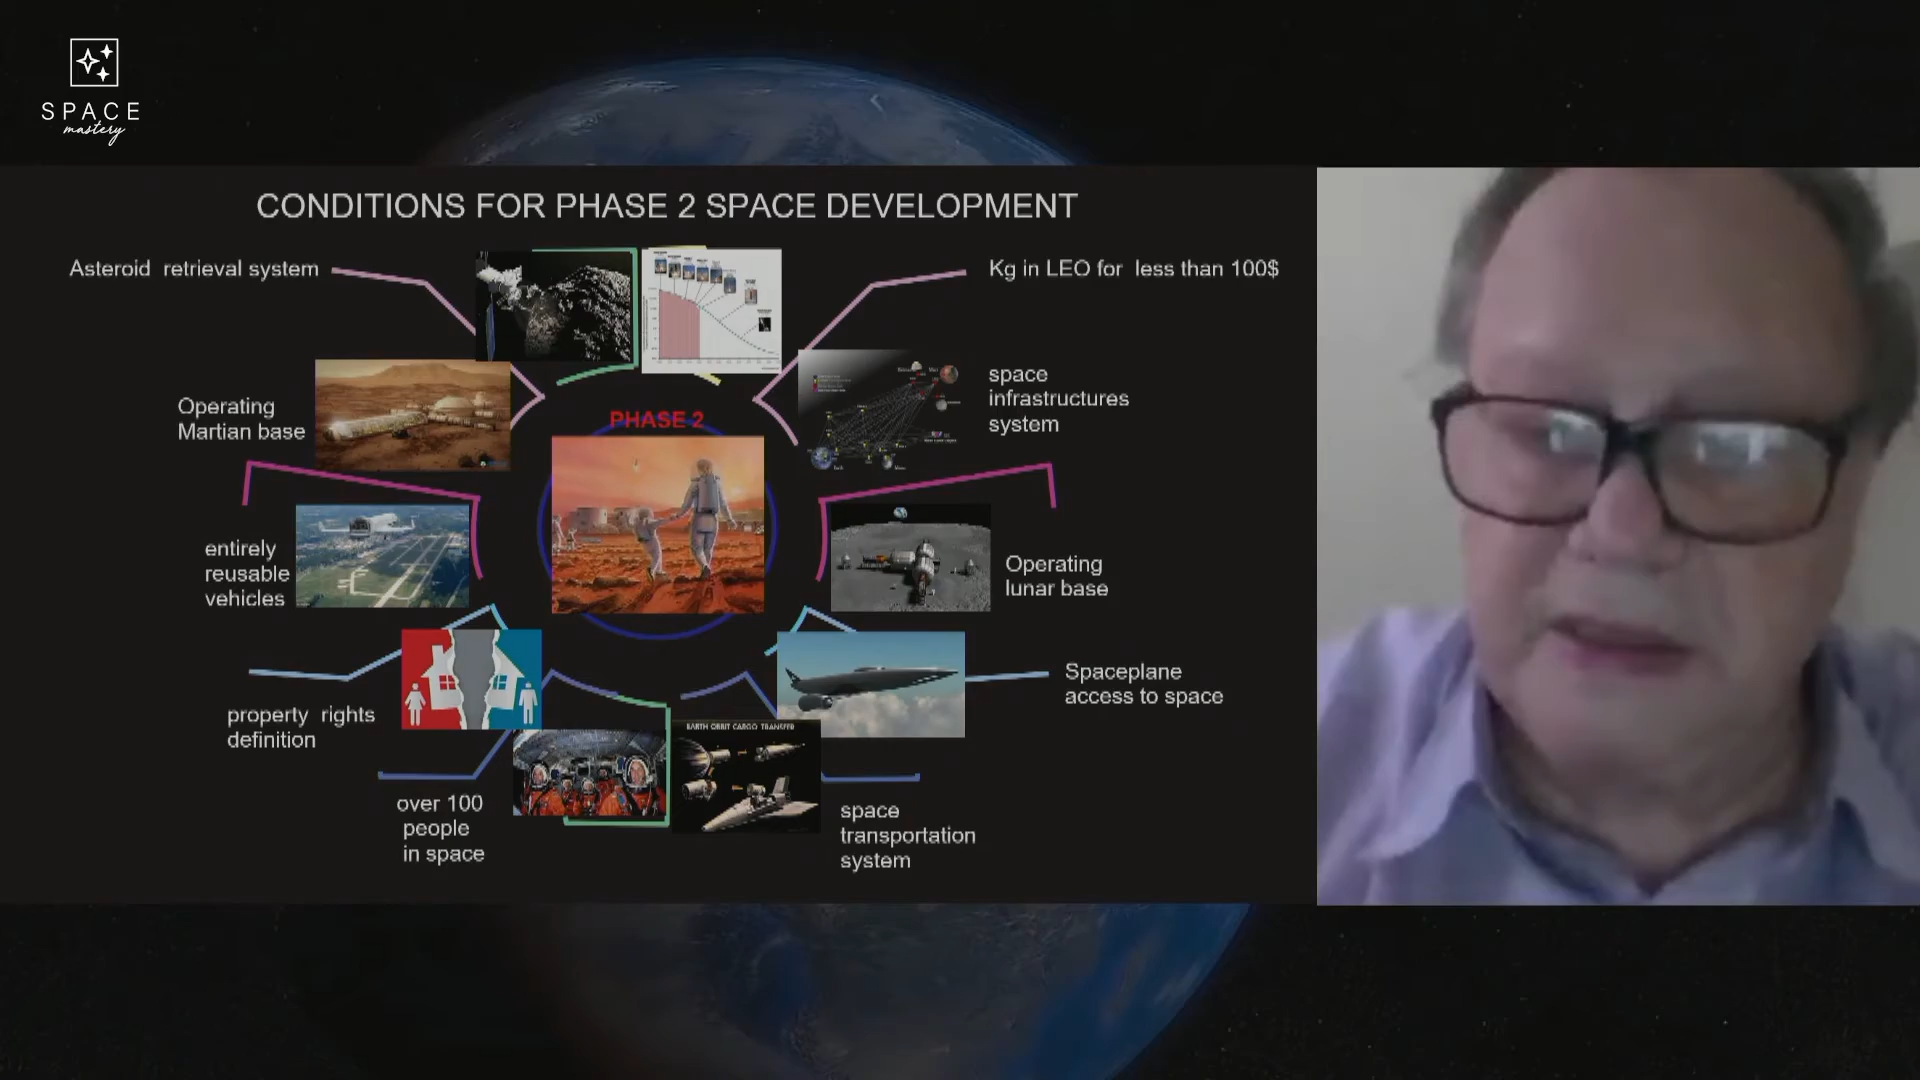 SPACE
mastery
CONDITIONS FOR PHASE 2 SPACE DEVELOPMENT
Asteroid retrieval system
Kg in LEO for less than 100$
Operating
Martian base
space
infrastructures
system
PHASE 2
entirely
reusable
vehicles
Operating
lunar base
property rights
definition
Spaceplane
access to space
over 100
people
in space
EARTH ORBIT CARGO TRANSFER
space
transportation
system